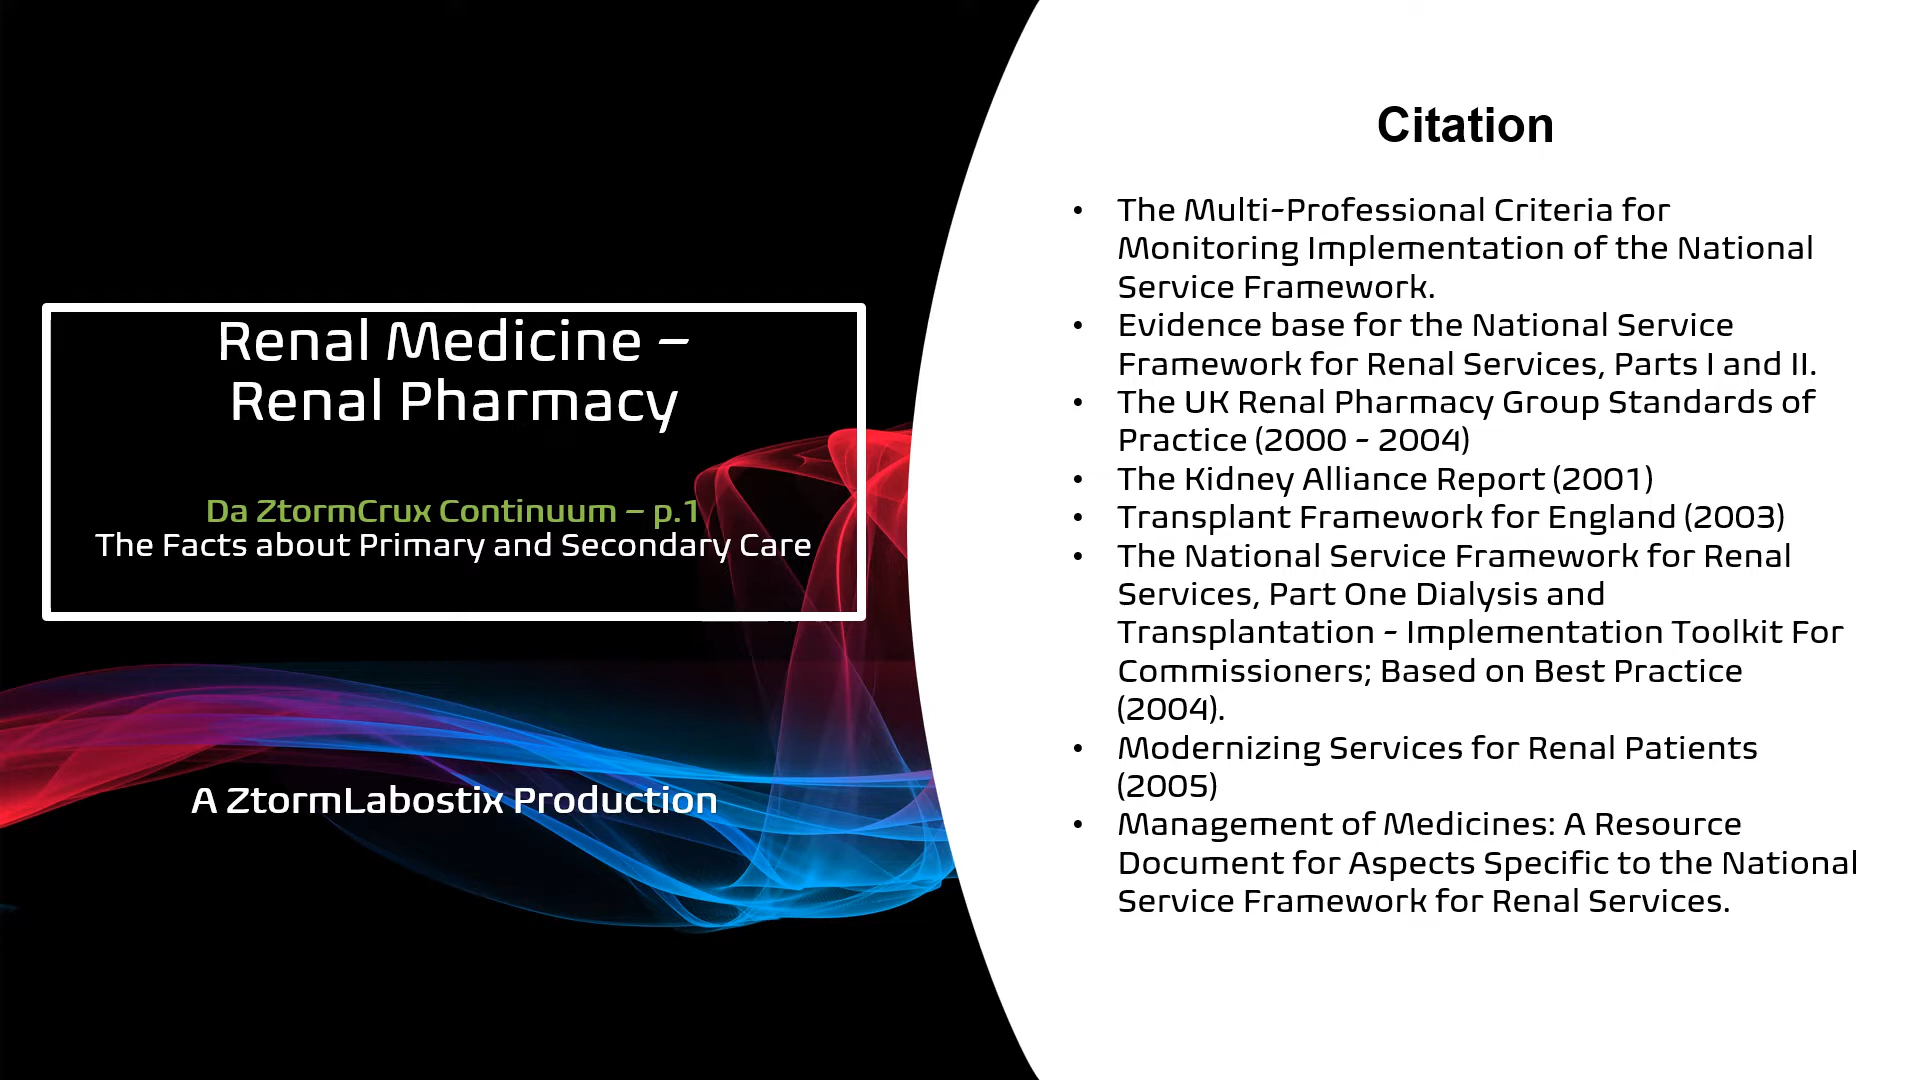 Renal Medicine –
Renal Pharmacy
Da ZtormCrux Continuum – p.1
The Facts about Primary and Secondary Care
A ZtormLabostix Production
Citation
• The Multi-Professional Criteria for
Monitoring Implementation of the National
Service Framework.
• Evidence base for the National Service
Framework for Renal Services, Parts I and II.
• The UK Renal Pharmacy Group Standards of
Practice (2000 - 2004)
• The Kidney Alliance Report (2001)
• Transplant Framework for England (2003)
• The National Service Framework for Renal
Services, Part One Dialysis and
Transplantation - Implementation Toolkit For
Commissioners; Based on Best Practice
(2004).
• Modernizing Services for Renal Patients
(2005)
• Management of Medicines: A Resource
Document for Aspects Specific to the National
Service Framework for Renal Services.